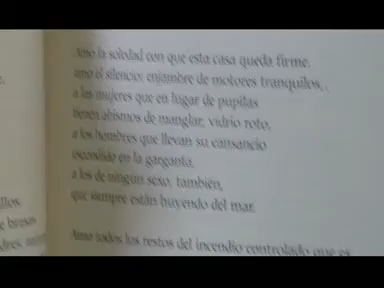 Amo la soledad con que esta casa queda firme,
amo el silencio: enjambre de motores tranquilos,
a las mujeres que en lugar de pupilas
tienen abismos de manglar, vidrio roto,
a los hombres que llevan su cansancio
escondido en la garganta,
a los de ningún sexo, también,
que siempre están huyendo del mar.
Amo todos los restos del incendio controlado que es